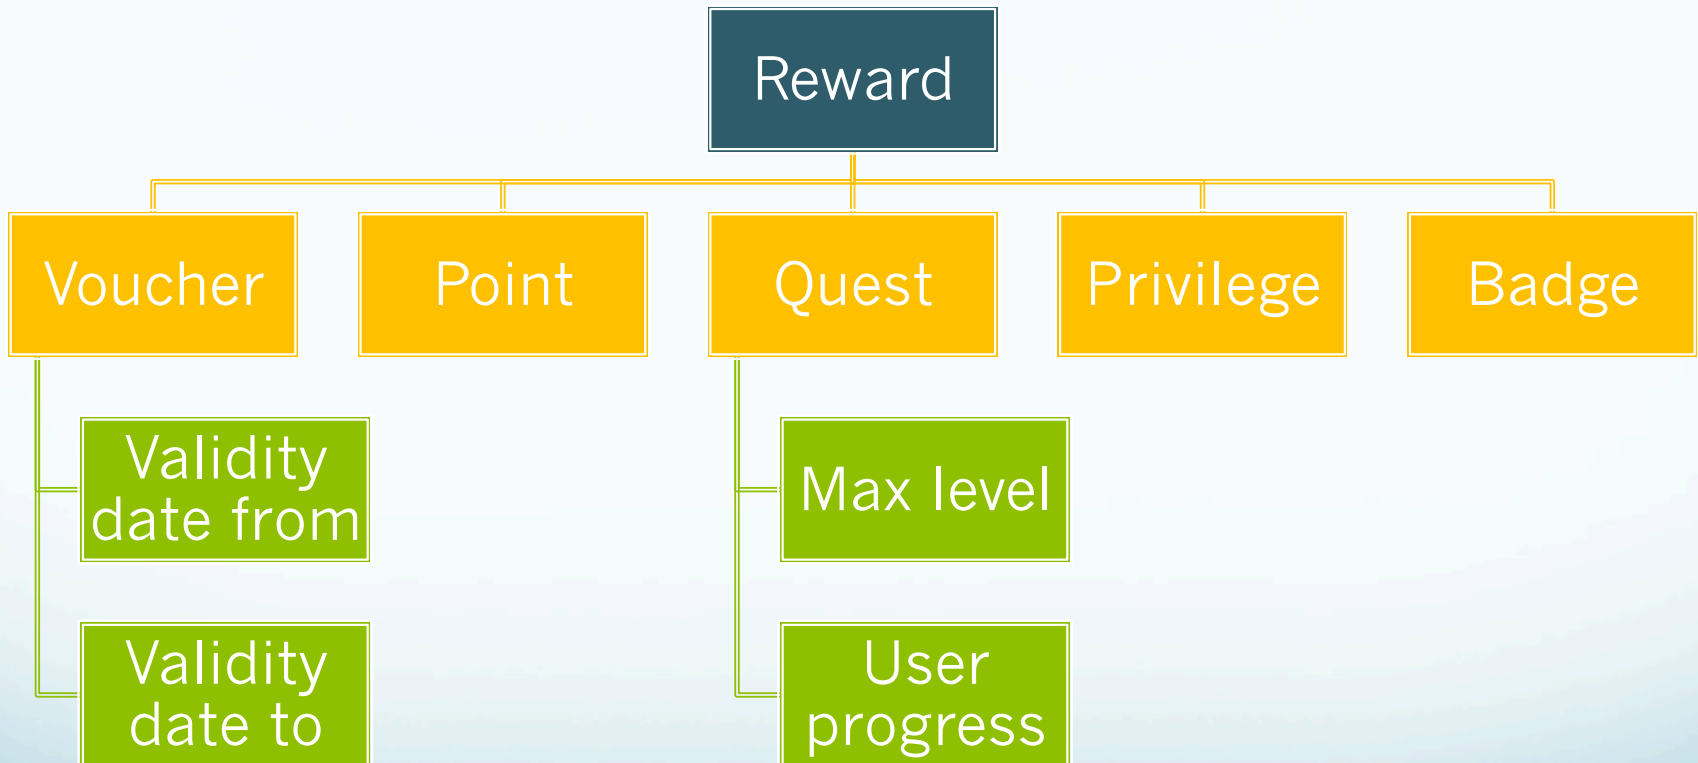 Reward
Voucher
Point
Quest
Privilege
Badge
Validity
date from
Max level
Validity
date to
User
progress